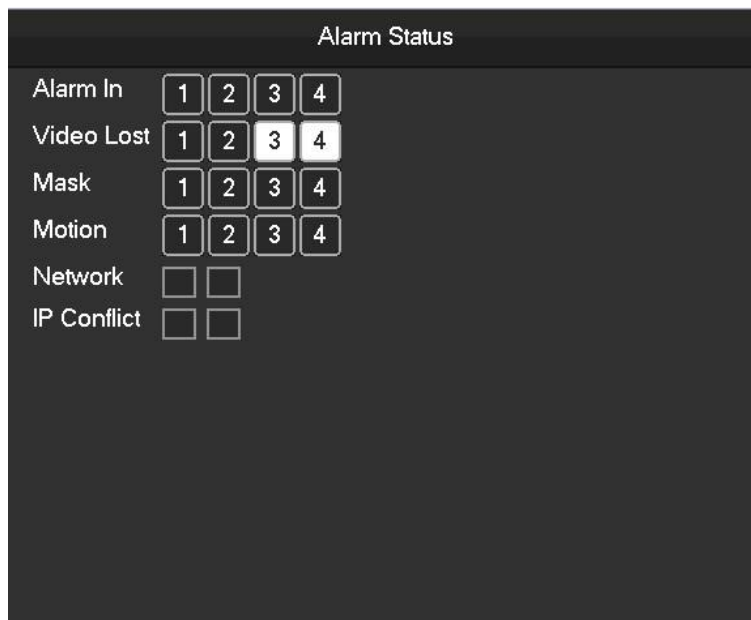 Alarm Status
Alarm In 1 2 3 4
Video Lost 1 2 3 4
Mask 1 2 3 4
Motion 1 2 3 4
Network
IP Conflict